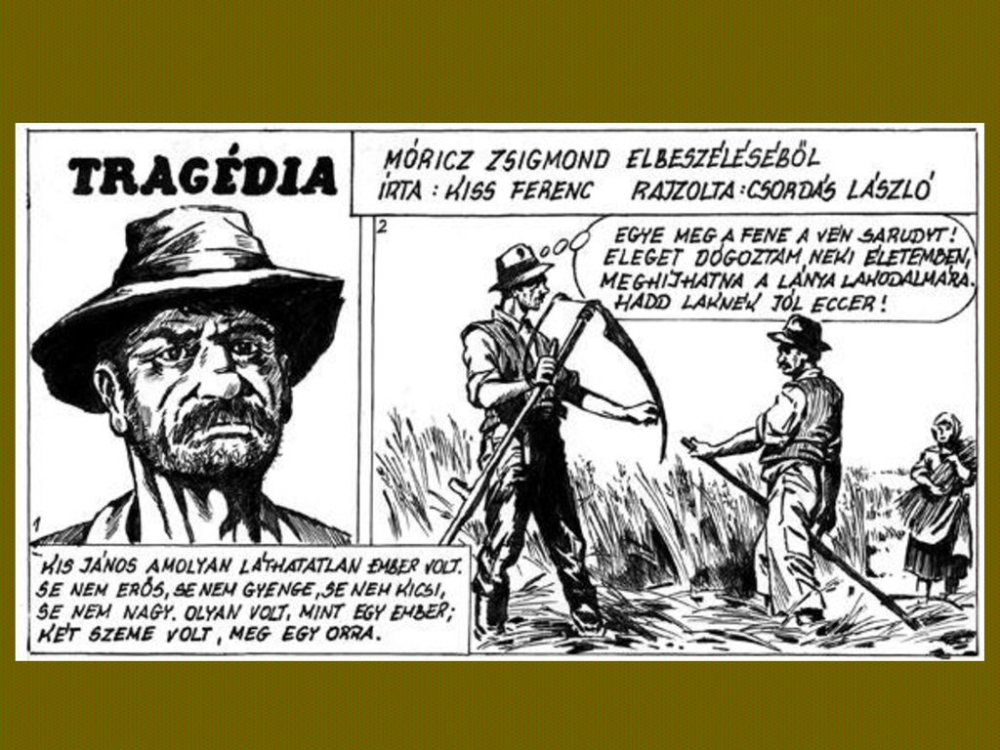 TRAGÉDIA
MÓRICZ ZSIGMOND ELBESZÉLÉSÉBŐL
ÍRTA : KISS FERENC RAJZOLTA : CSORDÁS LÁSZLÓ
1
KIS JÁNOS AMOLYAN LÁTHATATLAN EMBER VOLT.
SE NEM ERŐS, SE NEM GYENGE, SE NEM KICSI,
SE NEM NAGY. OLYAN VOLT, MINT EGY EMBER;
KÉT SZEME VOLT, MEG EGY ORRA.
2
EGYE MEG A FENE A VÉN SARUDYT!
ELEGET DÓGOZTAM NEKI ÉLETEMBEN,
MEGHÍJHATNA A LÁNYA LAKODALMÁRA.
HADD LAKNÉK JÓL ECCER!